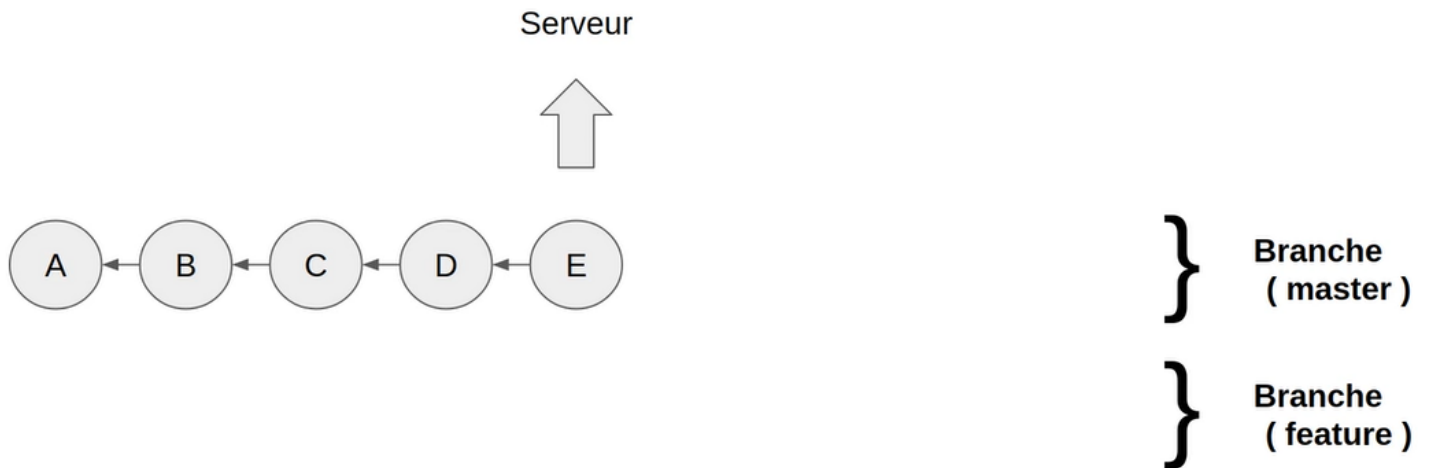 Serveur
A
B
C
D
E
}
Branche
( master )
}
Branche
( feature )